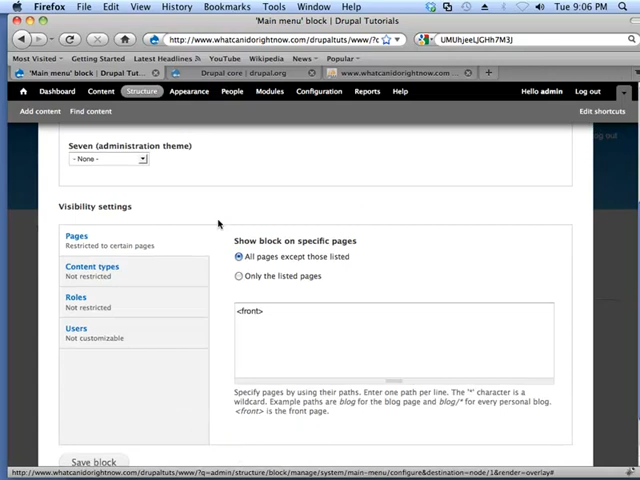 Firefox File Edit View History Bookmarks Tools Window Help Tue 9:06 PM
'Main menu' block | Drupal Tutorials
http://www.whatcanidorightnow.com/drupaltuts/www/?q UMUhjeeLJGHh7M3J
Most Visited Getting Started Latest Headlines YouTube Wikipedia News Popular
'Main menu' block | Drupal Tut... Drupal core | drupal.org http://www.whatcanidorightnow.com
Dashboard Content Structure Appearance People Modules Configuration Reports Help Hello admin Log out
Add content Find content Edit shortcuts
og out
Seven (administration theme)
- None -
Visibility settings
Pages
Restricted to certain pages
Content types
Not restricted
Roles
Not restricted
Users
Not customizable
Show block on specific pages
All pages except those listed
Only the listed pages
<front>
Specify pages by using their paths. Enter one path per line. The '*' character is a
wildcard. Example paths are blog for the blog page and blog/* for every personal blog.
<front> is the front page.
Save block
http://www.whatcanidorightnow.com/drupaltuts/www/?q=admin/structure/block/manage/system/main-menu/configure&destination=node/1&render=overlay#